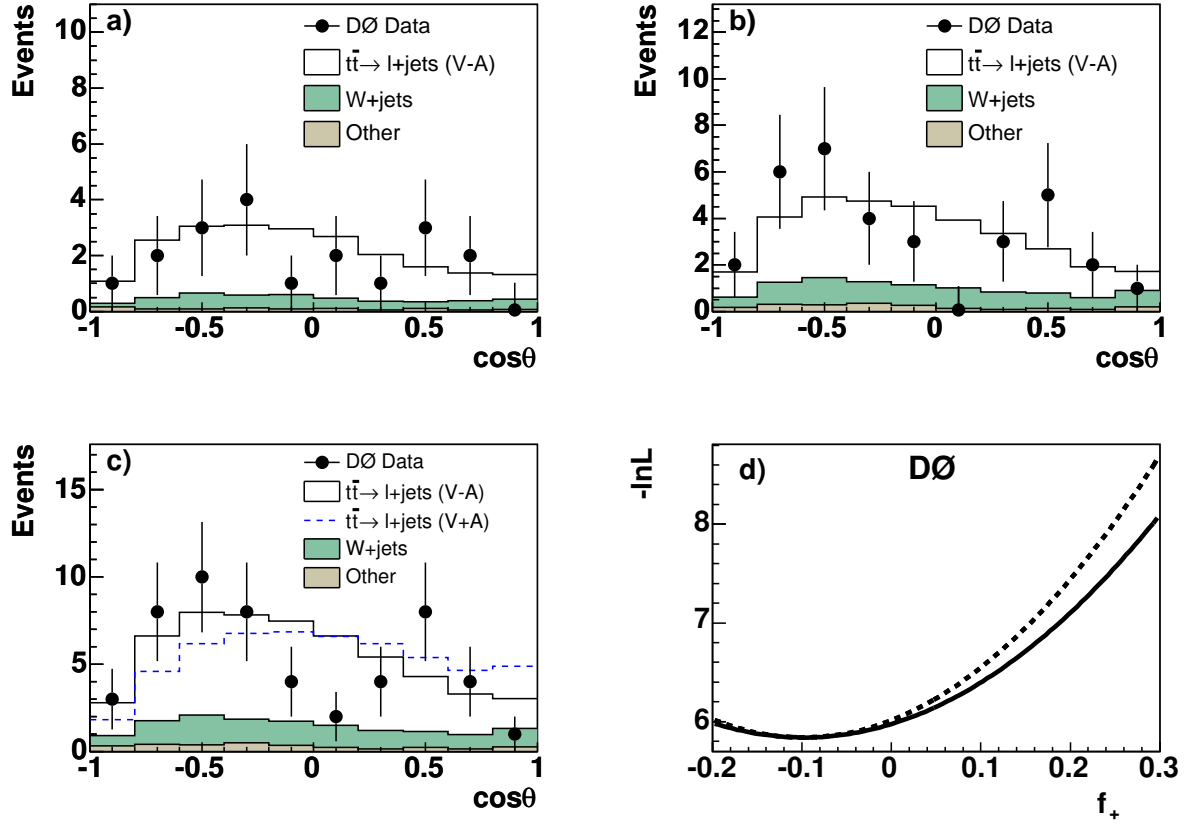 a)
Events
10
8
6
4
2
0
DØ Data
tt̄→ l+jets (V-A)
W+jets
Other
-1 -0.5 0 0.5 1
cosθ
b)
Events
12
10
8
6
4
2
0
DØ Data
tt̄→ l+jets (V-A)
W+jets
Other
-1 -0.5 0 0.5 1
cosθ
c)
Events
15
10
5
0
DØ Data
tt̄→ l+jets (V-A)
tt̄→ l+jets (V+A)
W+jets
Other
-1 -0.5 0 0.5 1
cosθ
d)
DØ
-lnL
8
7
6
-0.2 -0.1 0 0.1 0.2 0.3
f₊